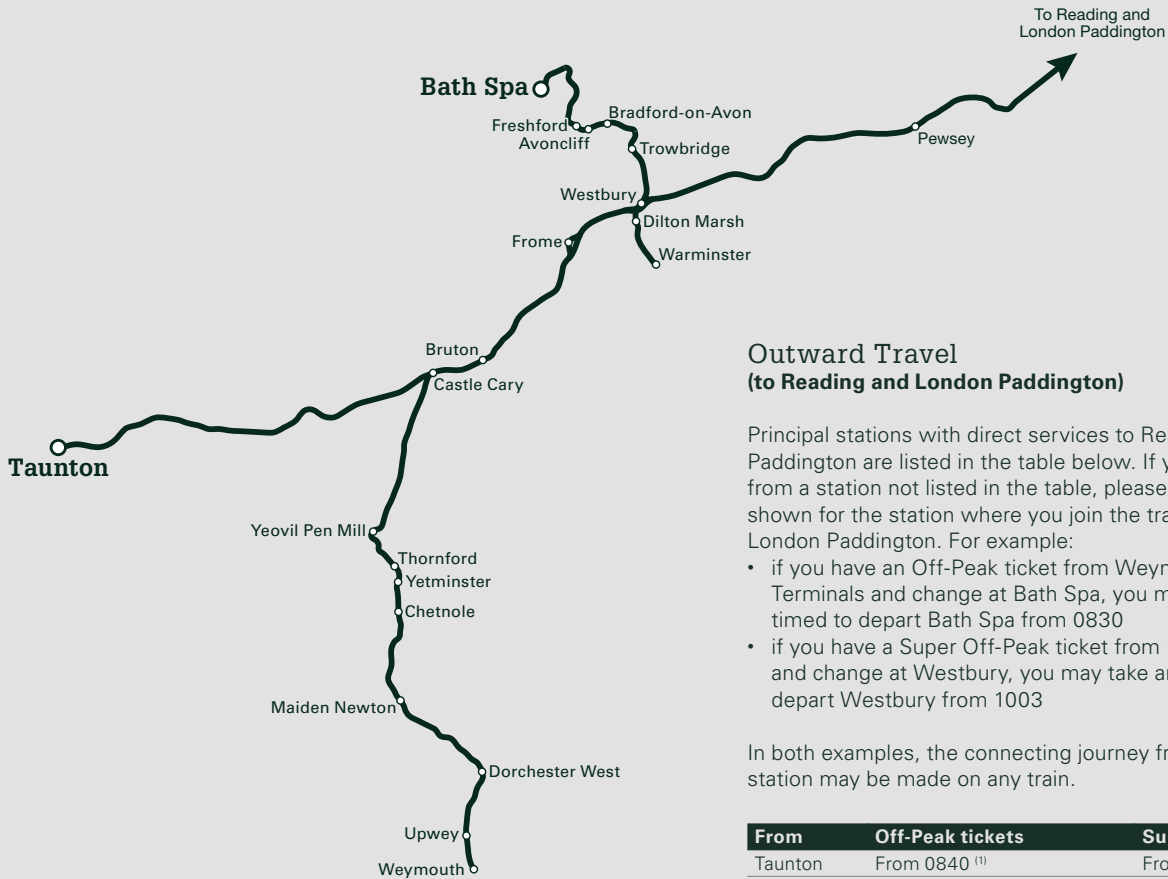 To Reading and
London Paddington
Bath Spa
Bradford-on-Avon
Freshford
Avoncliff
Trowbridge
Pewsey
Westbury
Dilton Marsh
Frome
Warminster
Bruton
Castle Cary
Taunton
Yeovil Pen Mill
Thornford
Yetminster
Chetnole
Maiden Newton
Dorchester West
Upwey
Weymouth
Outward Travel
(to Reading and London Paddington)
Principal stations with direct services to
Paddington are listed in the table below. If
from a station not listed in the table, please
shown for the station where you join the
London Paddington. For example:
• if you have an Off-Peak ticket from
Terminals and change at Bath Spa, you
timed to depart Bath Spa from 0830
• if you have a Super Off-Peak ticket from
and change at Westbury, you may take
depart Westbury from 1003
In both examples, the connecting journey
station may be made on any train.
From Off-Peak tickets
Taunton From 0840 (1)